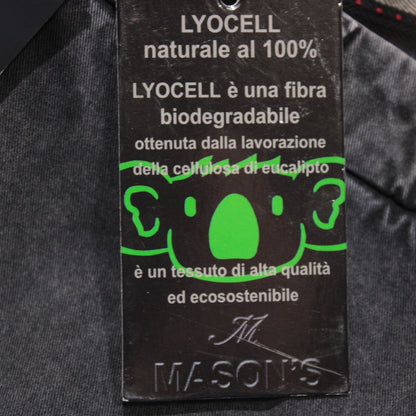 LYOCELL
naturale al 100%
LYOCELL è una fibra
biodegradabile
ottenuta dalla lavorazione
della cellulosa di eucalipto
è un tessuto di alta qualità
ed ecosostenibile
M
MASON'S